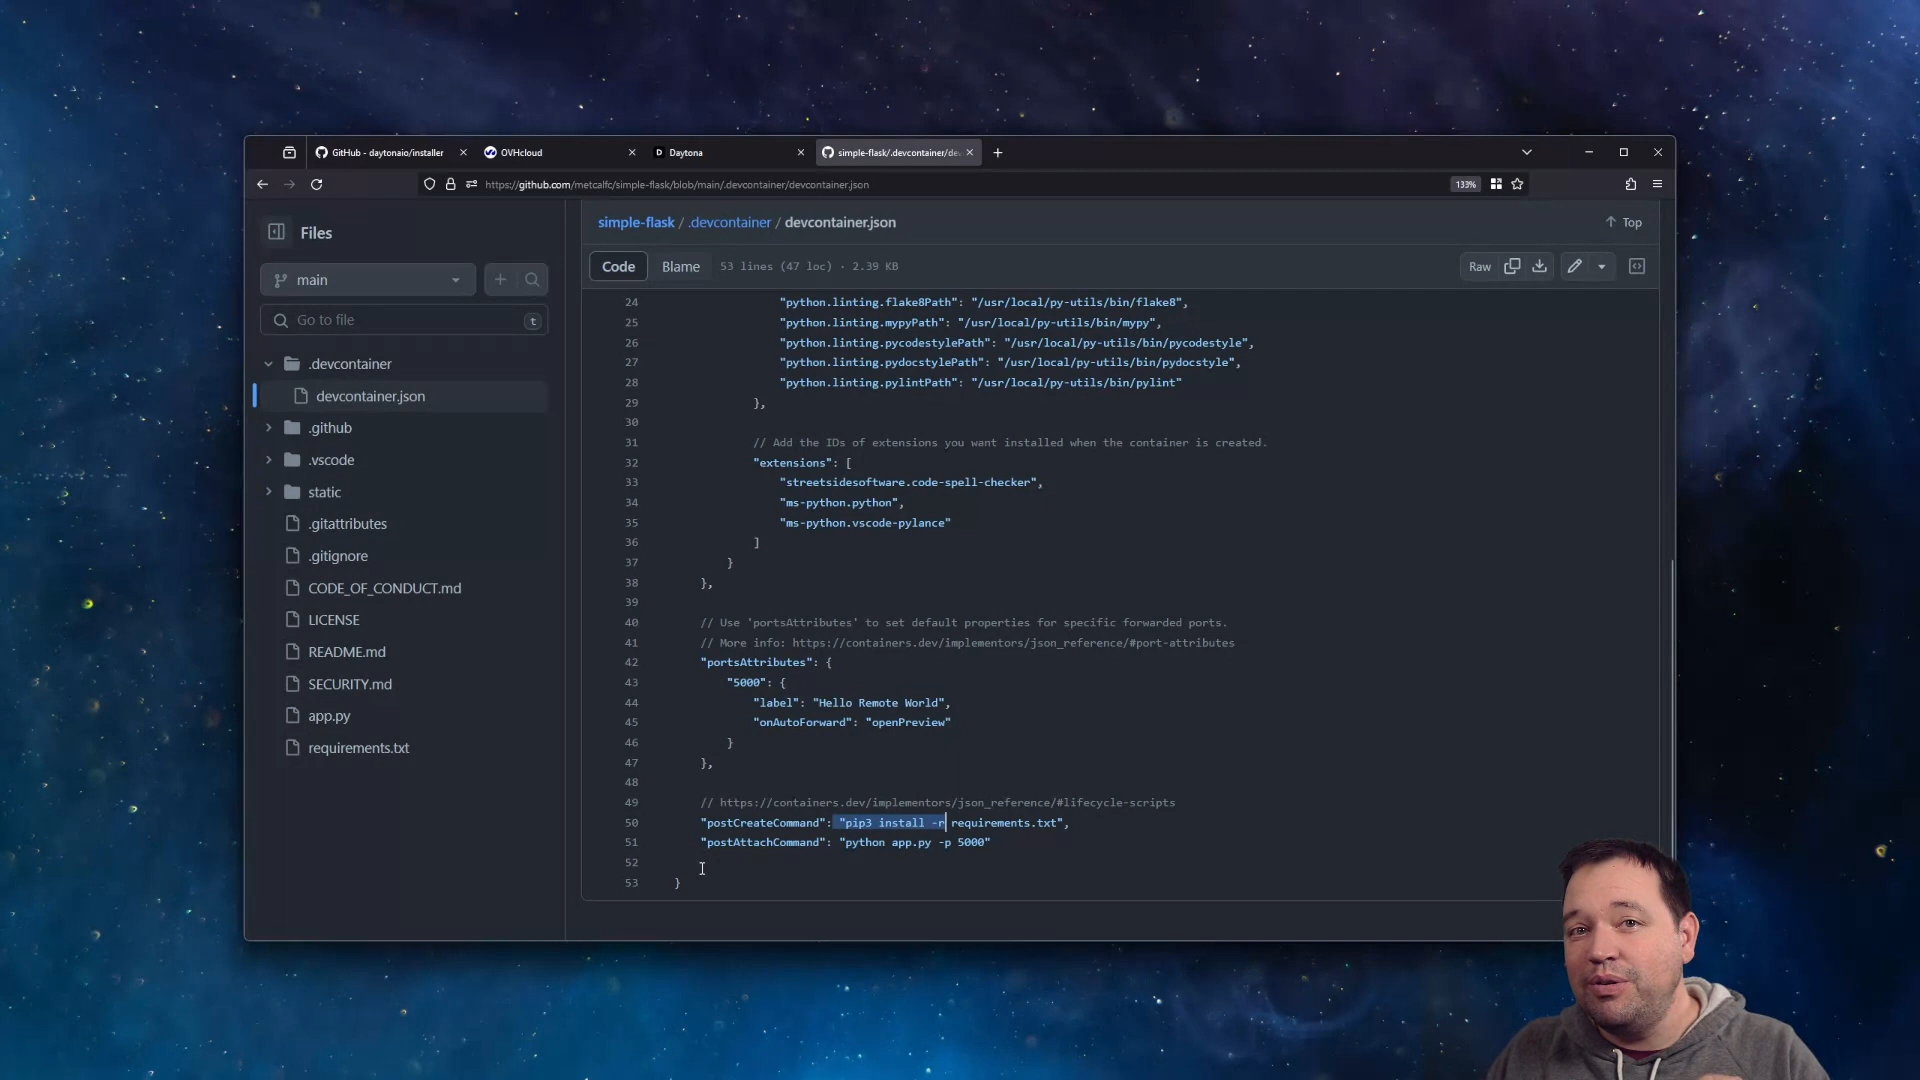 GitHub - daytonaio/installer
OVHcloud
Daytona
simple-flask/.devcontainer/de
https://github.com/metcalfc/simple-flask/blob/main/.devcontainer/devcontainer.json
133%
Files
main
Go to file
t
.devcontainer
devcontainer.json
.github
.vscode
static
.gitattributes
.gitignore
CODE_OF_CONDUCT.md
LICENSE
README.md
SECURITY.md
app.py
requirements.txt
simple-flask / .devcontainer / devcontainer.json
Top
Code
Blame
53 lines (47 loc) · 2.39 KB
Raw
24 "python.linting.flake8Path": "/usr/local/py-utils/bin/flake8",
25 "python.linting.mypyPath": "/usr/local/py-utils/bin/mypy",
26 "python.linting.pycodestylePath": "/usr/local/py-utils/bin/pycodestyle",
27 "python.linting.pydocstylePath": "/usr/local/py-utils/bin/pydocstyle",
28 "python.linting.pylintPath": "/usr/local/py-utils/bin/pylint"
29 },
30
31 // Add the IDs of extensions you want installed when the container is created.
32 "extensions": [
33 "streetsidesoftware.code-spell-checker",
34 "ms-python.python",
35 "ms-python.vscode-pylance"
36 ]
37 }
38 },
39
40 // Use 'portsAttributes' to set default properties for specific forwarded ports.
41 // More info: https://containers.dev/implementors/json_reference/#port-attributes
42 "portsAttributes": {
43 "5000": {
44 "label": "Hello Remote World",
45 "onAutoForward": "openPreview"
46 }
47 },
48
49 // https://containers.dev/implementors/json_reference/#lifecycle-scripts
50 "postCreateCommand": "pip3 install -r requirements.txt",
51 "postAttachCommand": "python app.py -p 5000"
52
53 }